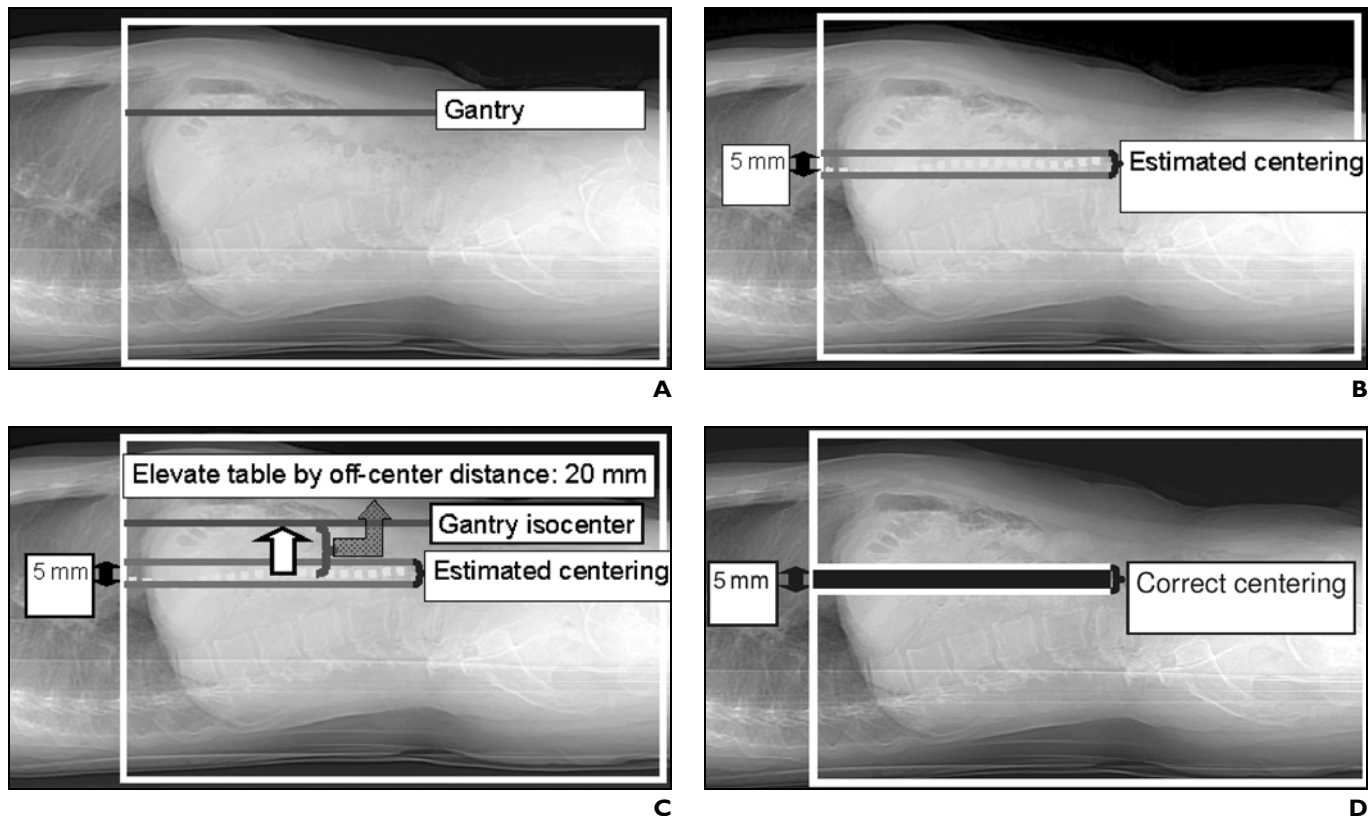 Gantry
A
5 mm
Estimated centering
B
Elevate table by off-center distance: 20 mm
Gantry isocenter
5 mm
Estimated centering
C
5 mm
Correct centering
D